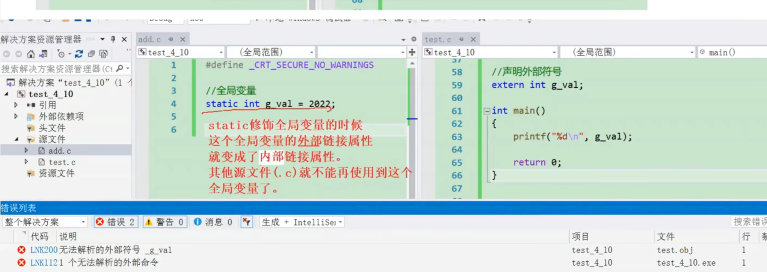 88
解决方案资源管理器
搜索解决方案资源管理器(Ct
解决方案 "test_4_10" (1 个
test_4_10
引用
外部依赖项
头文件
源文件
add.c
test.c
资源文件
add.c
test_4_10
(全局范围)
1 #define _CRT_SECURE_NO_WARNINGS
2
3 //全局变量
4 static int g_val = 2022;
5
6
static修饰全局变量的时候
这个全局变量的外部链接属性
就变成了内部链接属性。
其他源文件(.c)就不能再使用到这个
全局变量了。
test.c
test_4_10
(全局范围)
main()
57
58 //声明外部符号
59 extern int g_val;
60
61 int main()
62 {
63 printf("%d\n", g_val);
64
65 return 0;
66 }
67
错误列表
整个解决方案
错误 2
警告 0
消息 0
生成 + IntelliSe
搜索错误
代码 说明 项目 文件 行
LNK200 无法解析的外部符号 _g_val test_4_10 test.obj 1
LNK112 1 个无法解析的外部命令 test_4_10 test_4_10.exe 1